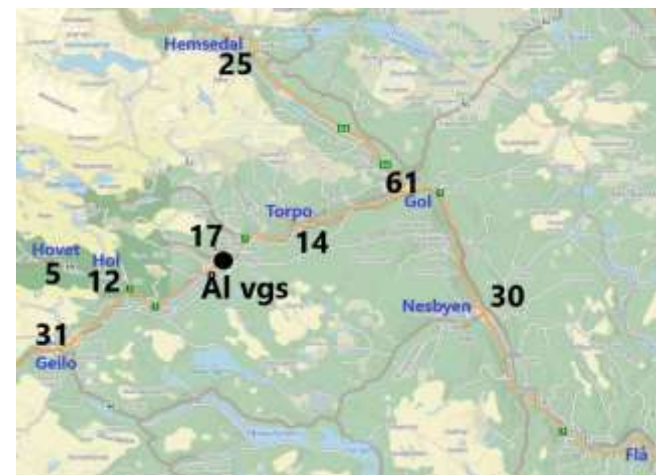 Hemsedal
25
61
Gol
Torpo
14
17
Ål vgs
Hovet
5
Hol
12
31
Geilo
Nesbyen
30
Flå